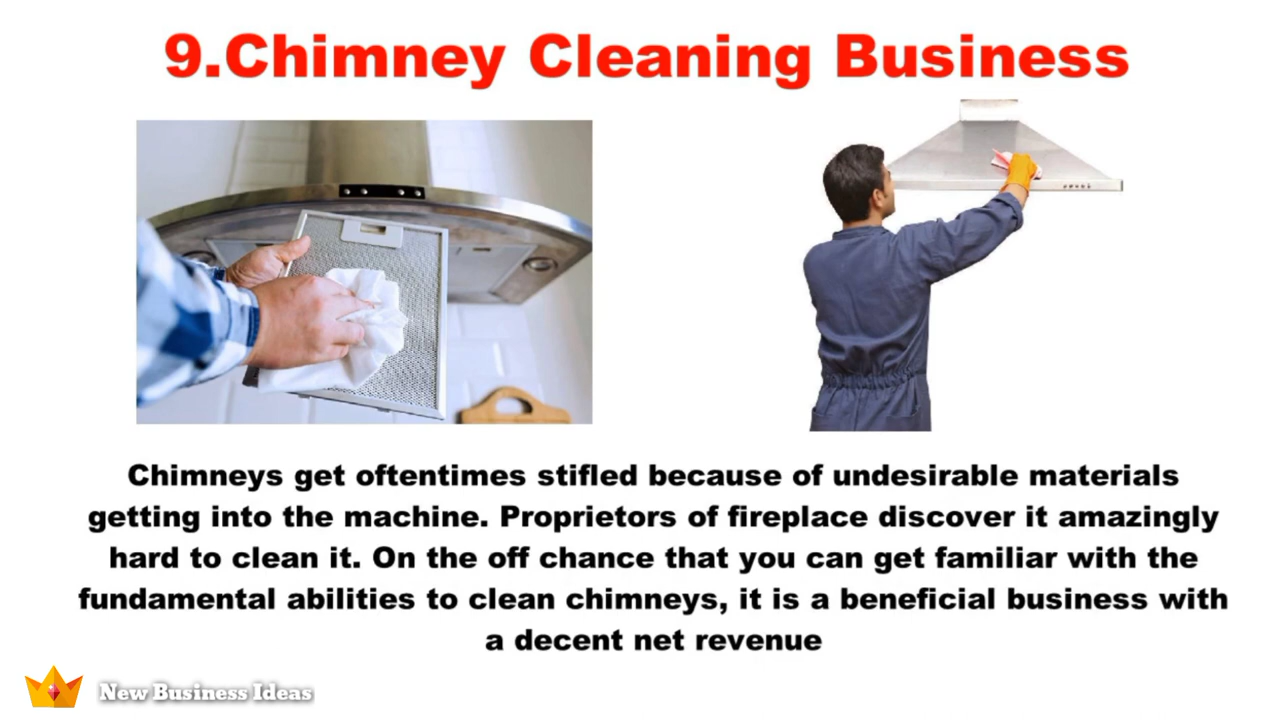 9.Chimney Cleaning Business
Chimneys get oftentimes stifled because of undesirable materials
getting into the machine. Proprietors of fireplace discover it amazingly
hard to clean it. On the off chance that you can get familiar with the
fundamental abilities to clean chimneys, it is a beneficial business with
a decent net revenue
New Business Ideas